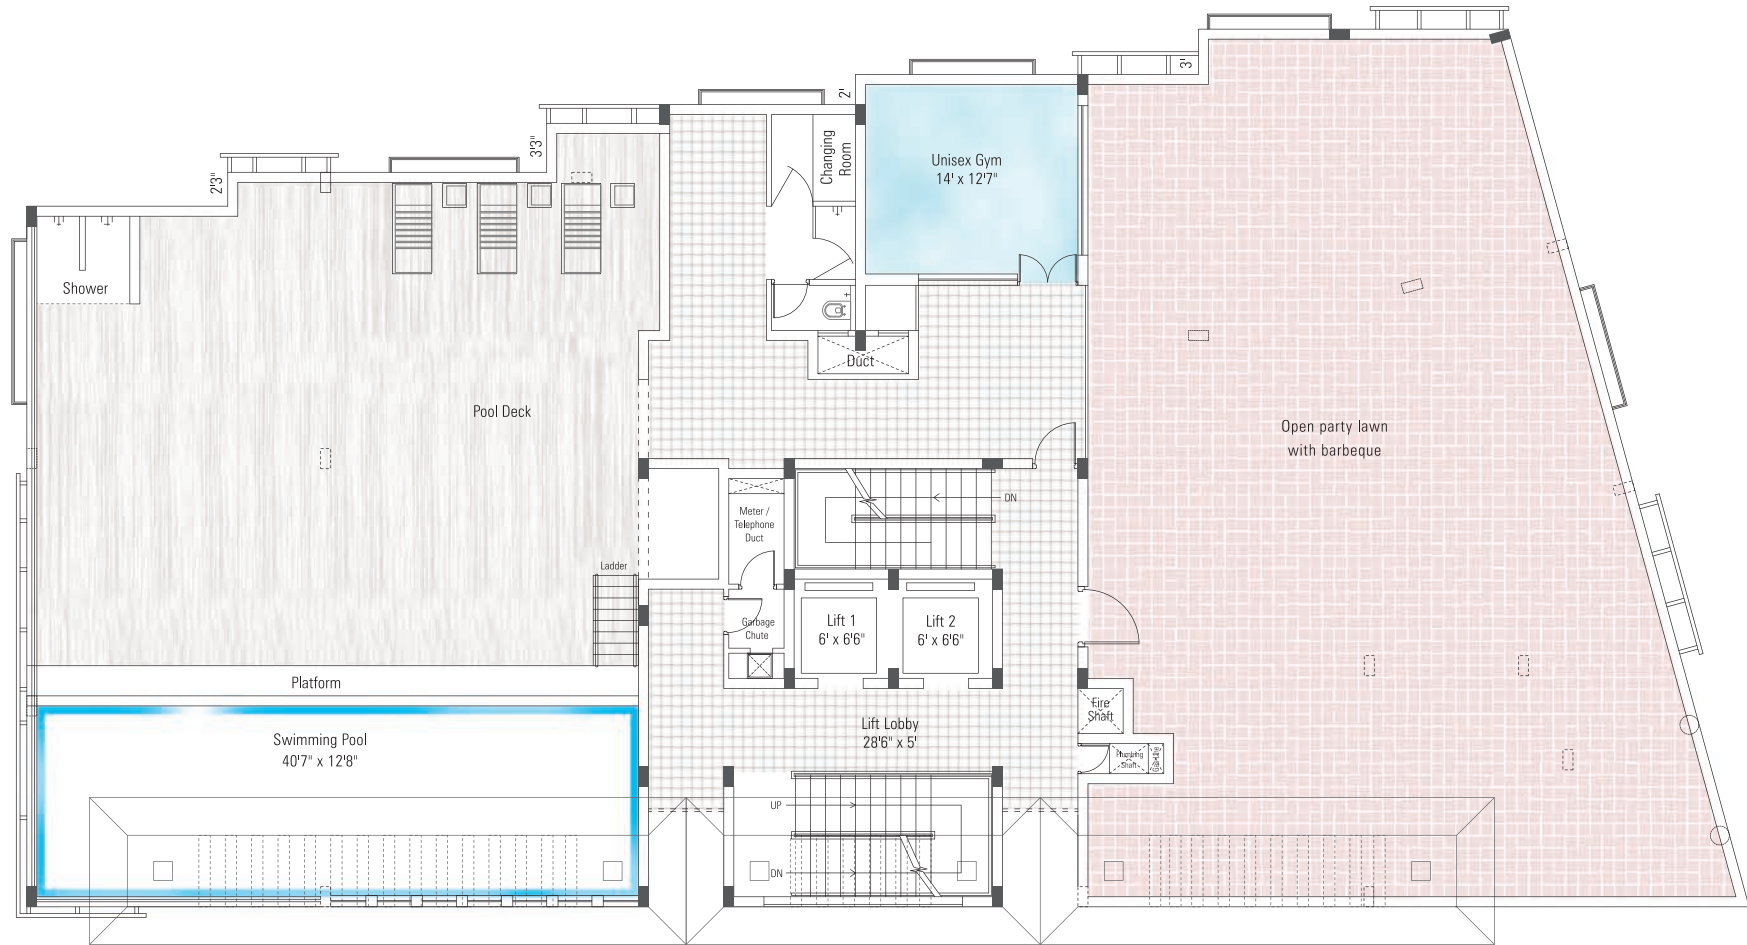 3'
2'
3'3"
2'3"
Changing
Room
Unisex Gym
14' x 12'7"
Shower
Duct
Pool Deck
Open party lawn
with barbeque
DN
Meter /
Telephone
Duct
Ladder
Garbage
Chute
Lift 1
6' x 6'6"
Lift 2
6' x 6'6"
Platform
Fire
Shaft
Swimming Pool
40'7" x 12'8"
Lift Lobby
28'6" x 5'
Plumbing
Shaft
UP
DN